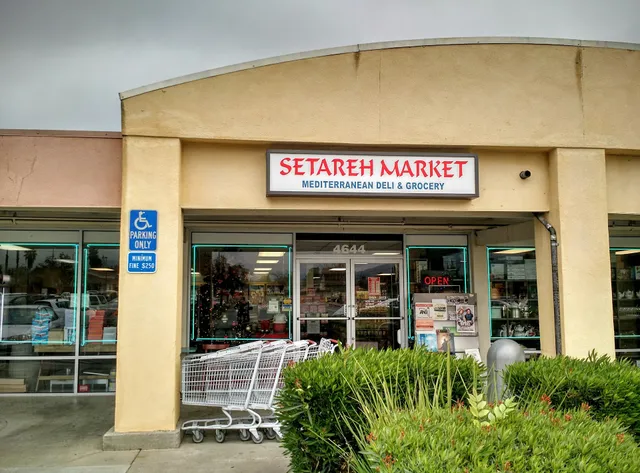 SETAREH MARKET
MEDITERRANEAN DELI & GROCERY
4644
PARKING
ONLY
MINIMUM
FINE $250
OPEN